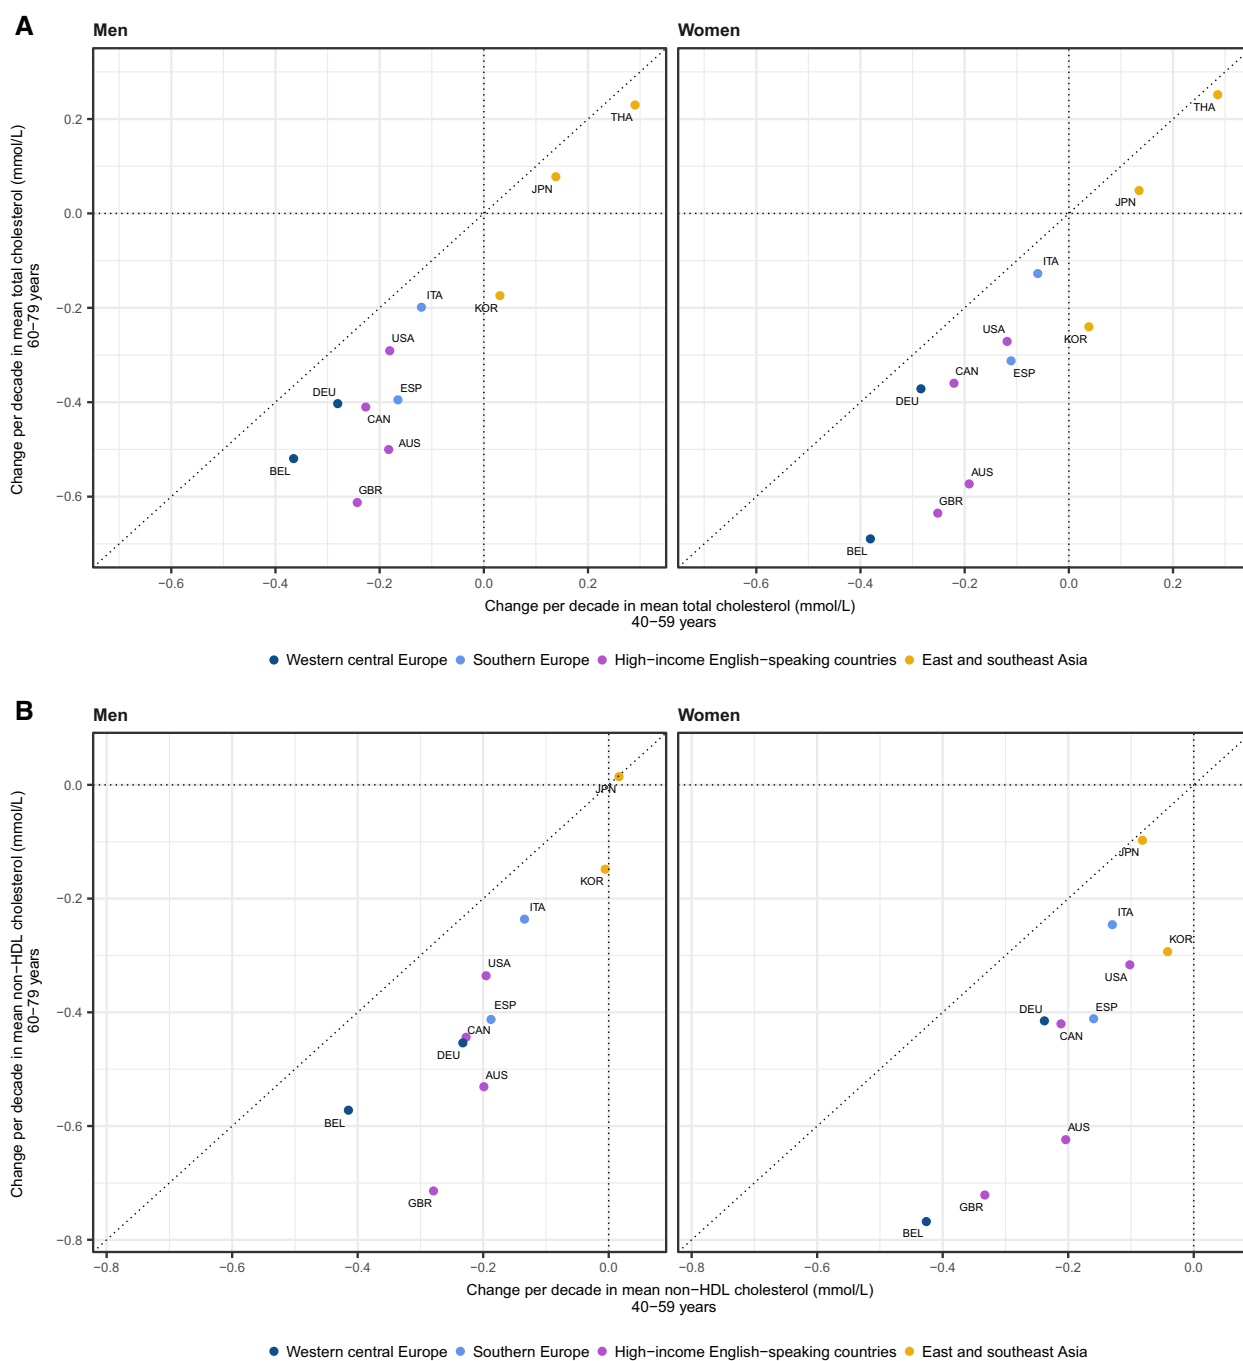 A
Men
Women
Change per decade in mean total cholesterol (mmol/L)
60−79 years
0.2
0.0
−0.2
−0.4
−0.6
THA
JPN
ITA
KOR
USA
DEU
ESP
CAN
AUS
BEL
GBR
THA
JPN
ITA
USA
KOR
CAN
ESP
DEU
AUS
GBR
BEL
−0.6
−0.4
−0.2
0.0
0.2
−0.6
−0.4
−0.2
0.0
0.2
Change per decade in mean total cholesterol (mmol/L)
40−59 years
Western central Europe Southern Europe High−income English−speaking countries East and southeast Asia
B
Men
Women
Change per decade in mean non−HDL cholesterol (mmol/L)
60−79 years
0.0
−0.2
−0.4
−0.6
−0.8
JPN
KOR
ITA
USA
ESP
CAN
DEU
AUS
BEL
GBR
JPN
ITA
KOR
USA
DEU
ESP
CAN
AUS
GBR
BEL
−0.8
−0.6
−0.4
−0.2
0.0
−0.8
−0.6
−0.4
−0.2
0.0
Change per decade in mean non−HDL cholesterol (mmol/L)
40−59 years
Western central Europe Southern Europe High−income English−speaking countries East and southeast Asia